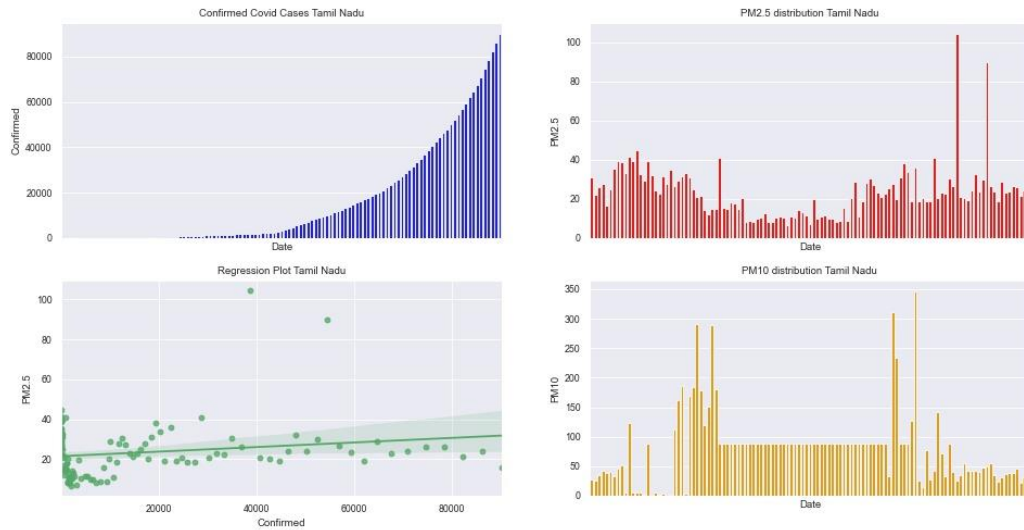 Confirmed Covid Cases Tamil Nadu
80000
60000
40000
20000
0
Confirmed
Date
PM2.5 distribution Tamil Nadu
100
80
60
40
20
0
PM2.5
Date
Regression Plot Tamil Nadu
100
80
60
40
20
PM2.5
20000 40000 60000 80000
Confirmed
PM10 distribution Tamil Nadu
350
300
250
200
150
100
50
0
PM10
Date